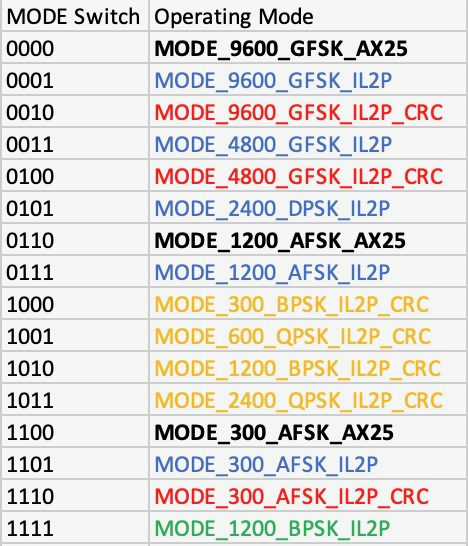 MODE Switch Operating Mode
0000 MODE_9600_GFSK_AX25
0001 MODE_9600_GFSK_IL2P
0010 MODE_9600_GFSK_IL2P_CRC
0011 MODE_4800_GFSK_IL2P
0100 MODE_4800_GFSK_IL2P_CRC
0101 MODE_2400_DPSK_IL2P
0110 MODE_1200_AFSK_AX25
0111 MODE_1200_AFSK_IL2P
1000 MODE_300_BPSK_IL2P_CRC
1001 MODE_600_QPSK_IL2P_CRC
1010 MODE_1200_BPSK_IL2P_CRC
1011 MODE_2400_QPSK_IL2P_CRC
1100 MODE_300_AFSK_AX25
1101 MODE_300_AFSK_IL2P
1110 MODE_300_AFSK_IL2P_CRC
1111 MODE_1200_BPSK_IL2P